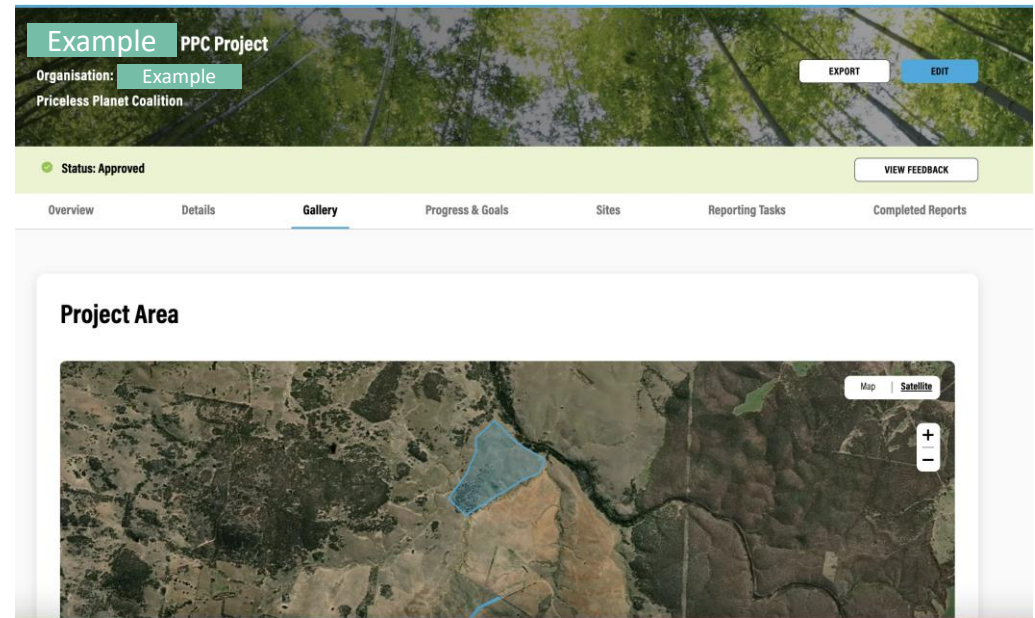 Example PPC Project
Organisation: Example
Priceless Planet Coalition
EXPORT EDIT
Status: Approved VIEW FEEDBACK
Overview Details Gallery Progress & Goals Sites Reporting Tasks Completed Reports
Project Area
Map | Satellite
+
−